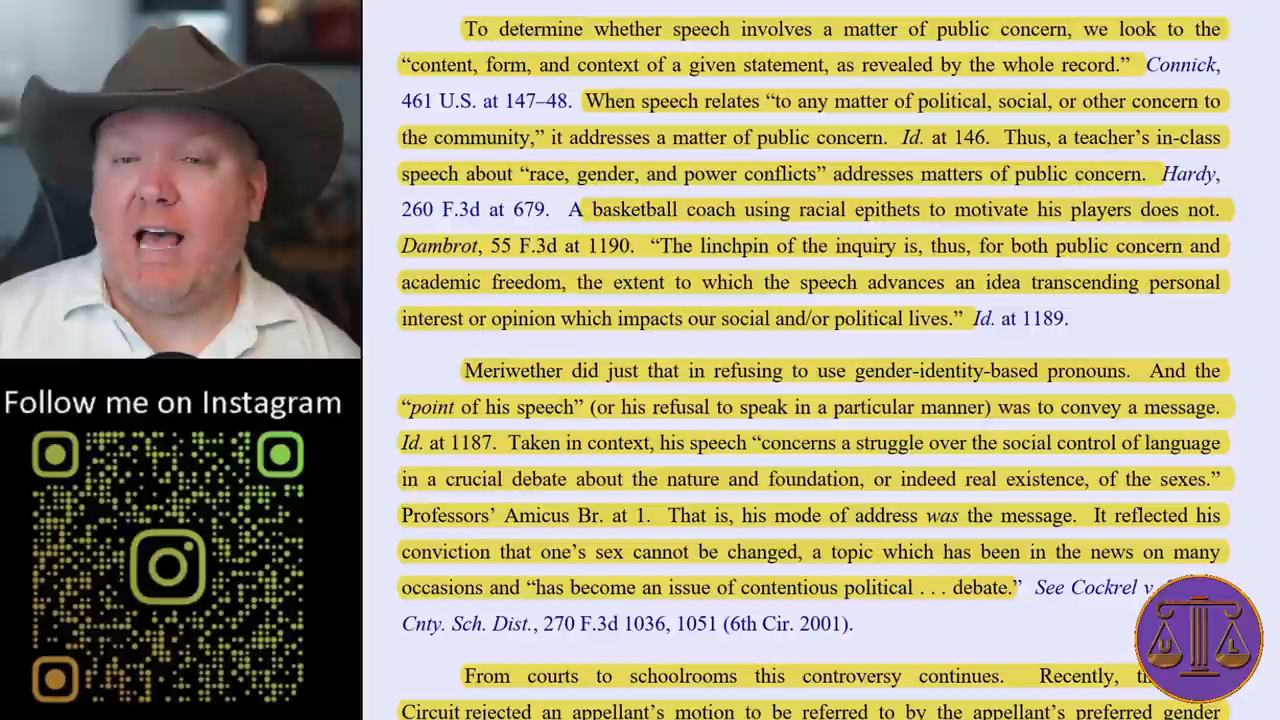 Follow me on Instagram
To determine whether speech involves a matter of public concern, we look to the
“content, form, and context of a given statement, as revealed by the whole record.” Connick,
461 U.S. at 147–48. When speech relates “to any matter of political, social, or other concern to
the community,” it addresses a matter of public concern. Id. at 146. Thus, a teacher’s in-class
speech about “race, gender, and power conflicts” addresses matters of public concern. Hardy,
260 F.3d at 679. A basketball coach using racial epithets to motivate his players does not.
Dambrot, 55 F.3d at 1190. “The linchpin of the inquiry is, thus, for both public concern and
academic freedom, the extent to which the speech advances an idea transcending personal
interest or opinion which impacts our social and/or political lives.” Id. at 1189.
Meriwether did just that in refusing to use gender-identity-based pronouns. And the
“point of his speech” (or his refusal to speak in a particular manner) was to convey a message.
Id. at 1187. Taken in context, his speech “concerns a struggle over the social control of language
in a crucial debate about the nature and foundation, or indeed real existence, of the sexes.”
Professors’ Amicus Br. at 1. That is, his mode of address was the message. It reflected his
conviction that one’s sex cannot be changed, a topic which has been in the news on many
occasions and “has become an issue of contentious political . . . debate.” See Cockrel v.
Cnty. Sch. Dist., 270 F.3d 1036, 1051 (6th Cir. 2001).
From courts to schoolrooms this controversy continues. Recently,
Circuit rejected an appellant’s motion to be referred to by the appellant’s preferred gender
U L